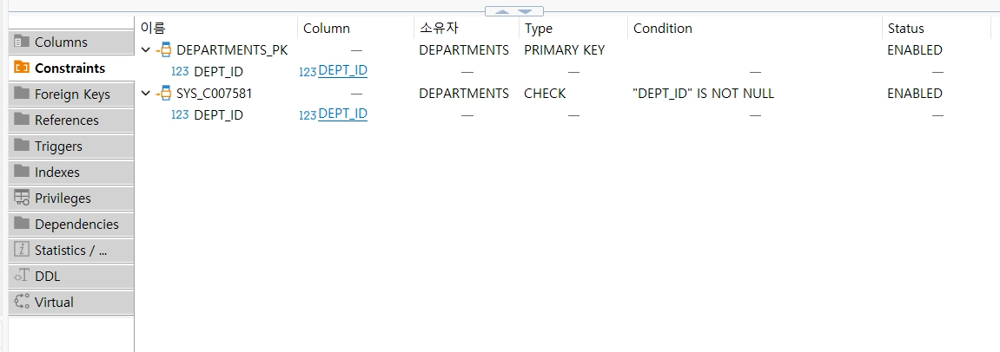 이름 Column 소유자 Type Condition Status
Columns
DEPARTMENTS_PK — DEPARTMENTS PRIMARY KEY ENABLED
Constraints
123 DEPT_ID 123 DEPT_ID — — — —
Foreign Keys
SYS_C007581 — DEPARTMENTS CHECK "DEPT_ID" IS NOT NULL ENABLED
References
123 DEPT_ID 123 DEPT_ID — — — —
Triggers
Indexes
Privileges
Dependencies
Statistics / ...
DDL
Virtual